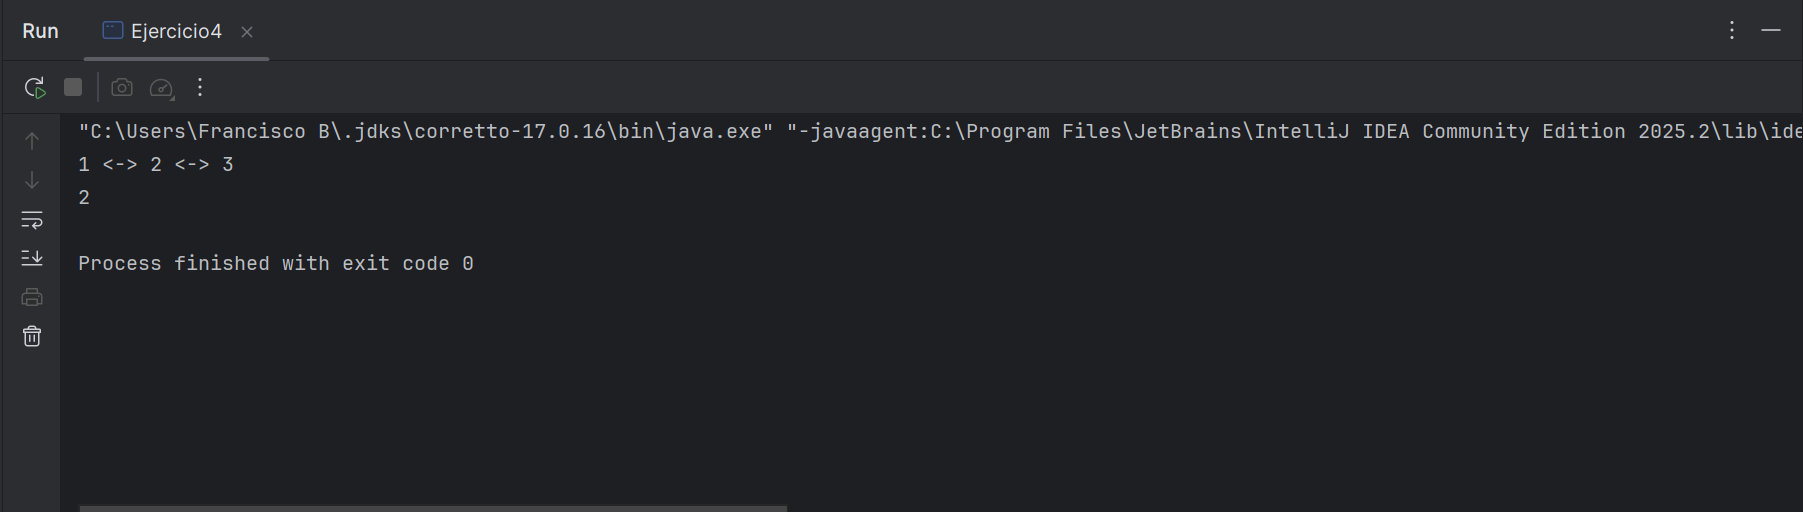 Run Ejercicio4
"C:\Users\Francisco B\.jdks\corretto-17.0.16\bin\java.exe" "-javaagent:C:\Program Files\JetBrains\IntelliJ IDEA Community Edition 2025.2\lib\ide
1 <-> 2 <-> 3
2
Process finished with exit code 0